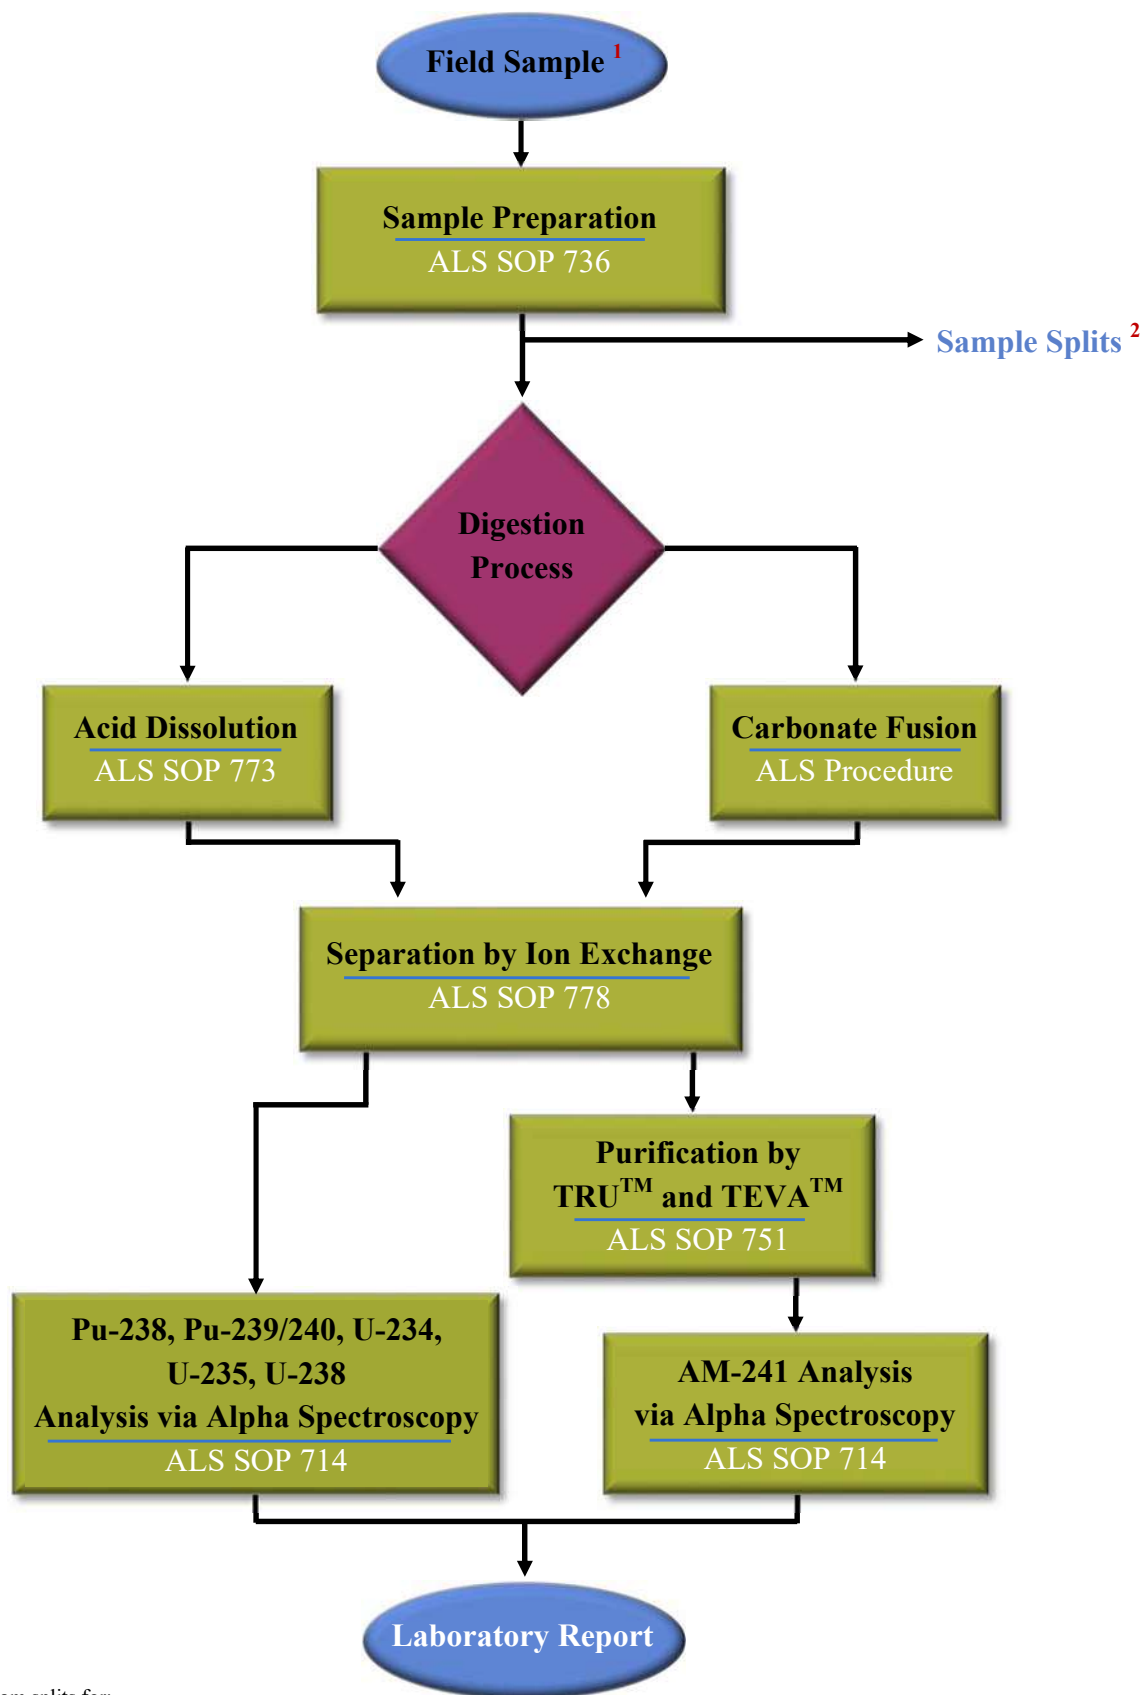 Field Sample 1
Sample Preparation
ALS SOP 736
Sample Splits 2
Digestion
Process
Acid Dissolution
ALS SOP 773
Carbonate Fusion
ALS Procedure
Separation by Ion Exchange
ALS SOP 778
Purification by
TRU™ and TEVA™
ALS SOP 751
Pu-238, Pu-239/240, U-234,
U-235, U-238
Analysis via Alpha Spectroscopy
ALS SOP 714
AM-241 Analysis
via Alpha Spectroscopy
ALS SOP 714
Laboratory Report
splits for: